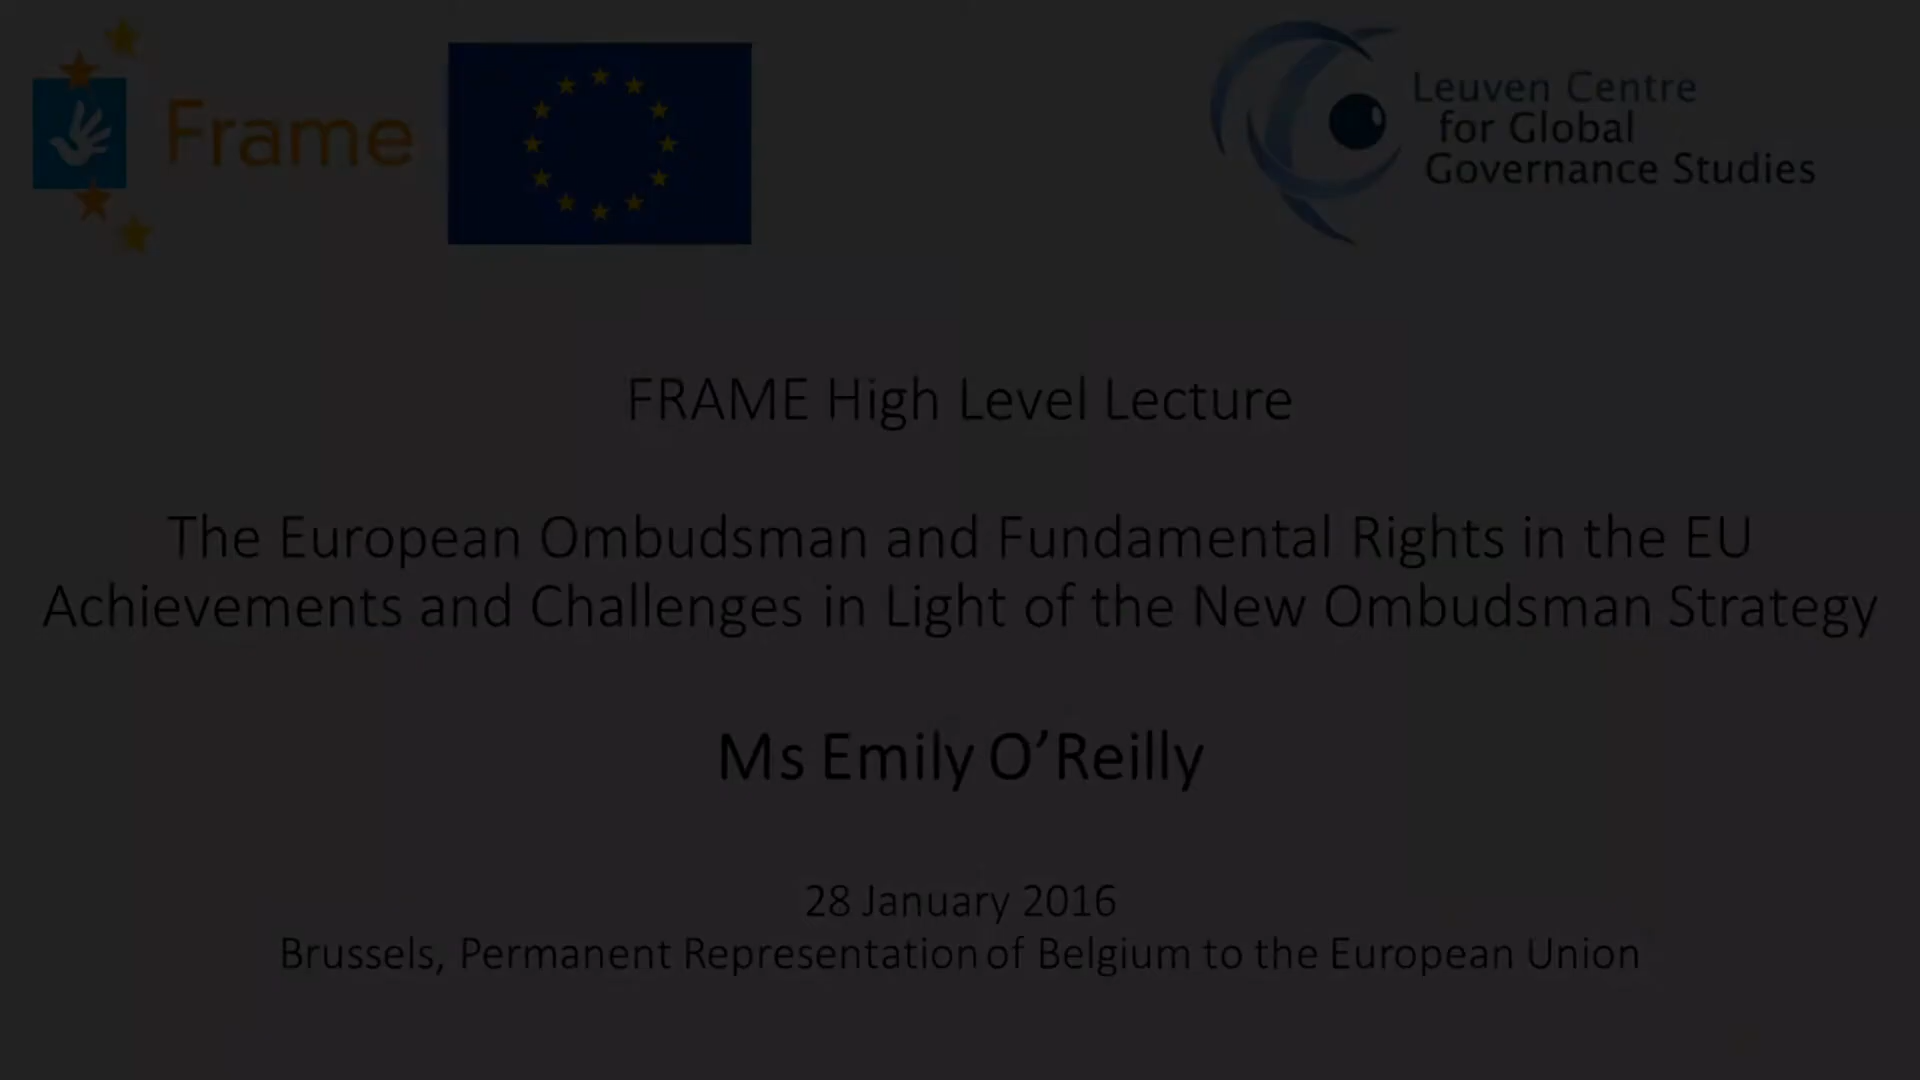 Frame
Leuven Centre
for Global
Governance Studies
FRAME High Level Lecture
The European Ombudsman and Fundamental Rights in the EU
Achievements and Challenges in Light of the New Ombudsman Strategy
Ms Emily O’Reilly
28 January 2016
Brussels, Permanent Representation of Belgium to the European Union